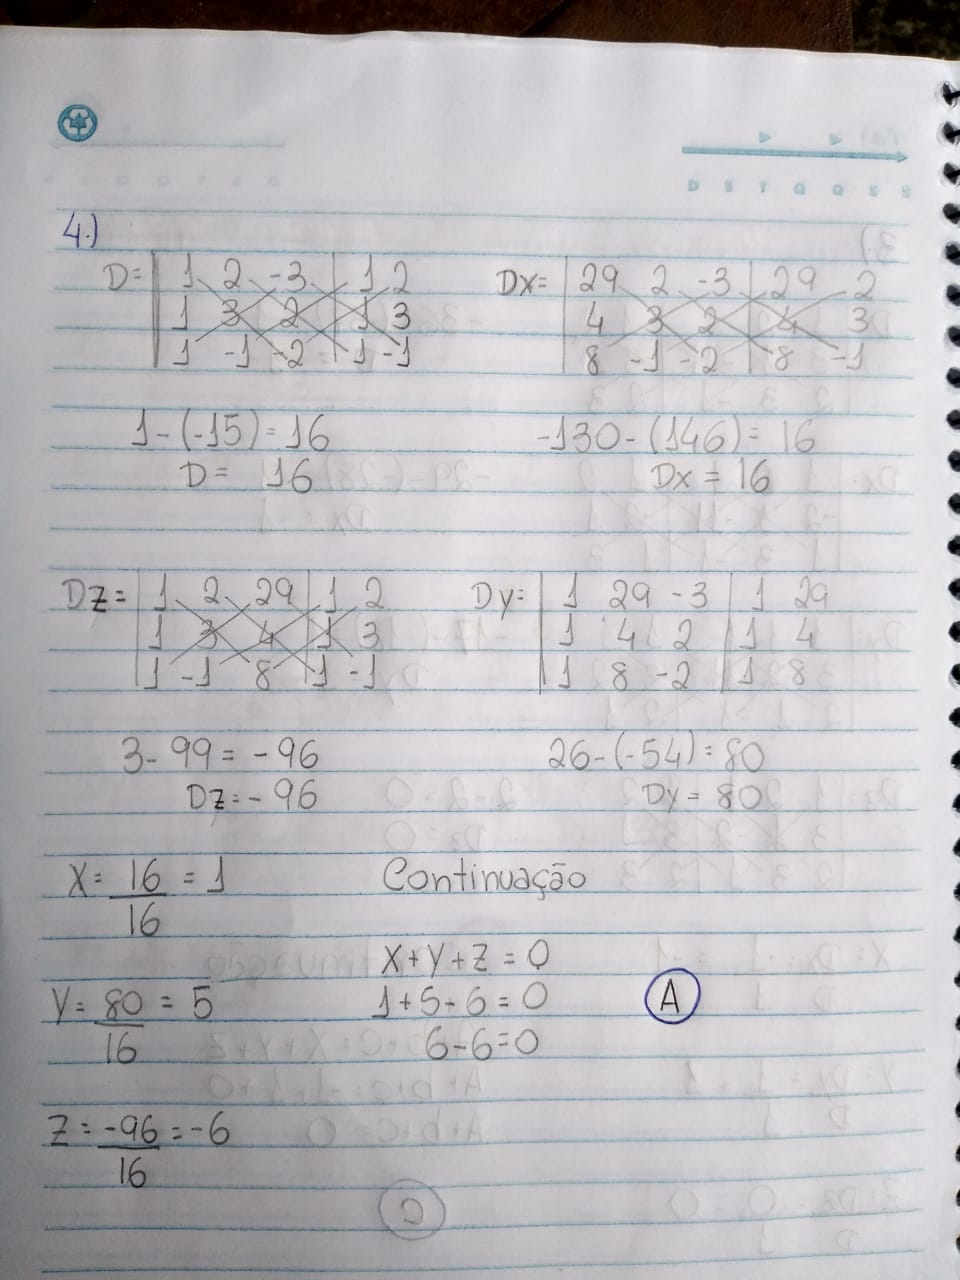 D S T Q Q S S
4.)
D= | 1 2 -3 | 1 2
1 3 2 | 1 3
1 -1 -2 | 1 -1
Dx= | 29 2 -3 | 29 2
4 3 2 | 4 3
8 -1 -2 | 8 -1
1-(-15)=16
D= 16
-130-(146)= 16
Dx = 16
Dz= | 1 2 29 | 1 2
1 3 4 | 1 3
1 -1 8 | 1 -1
Dy= | 1 29 -3 | 1 29
1 4 2 | 1 4
1 8 -2 | 1 8
3-99=-96
Dz=-96
26-(-54)=80
Dy=80
X= 16 = 1
16
Continuação
X+Y+Z=0
Y= 80 = 5
16
1+5-6=0
6-6=0
A
Z= -96 = -6
16